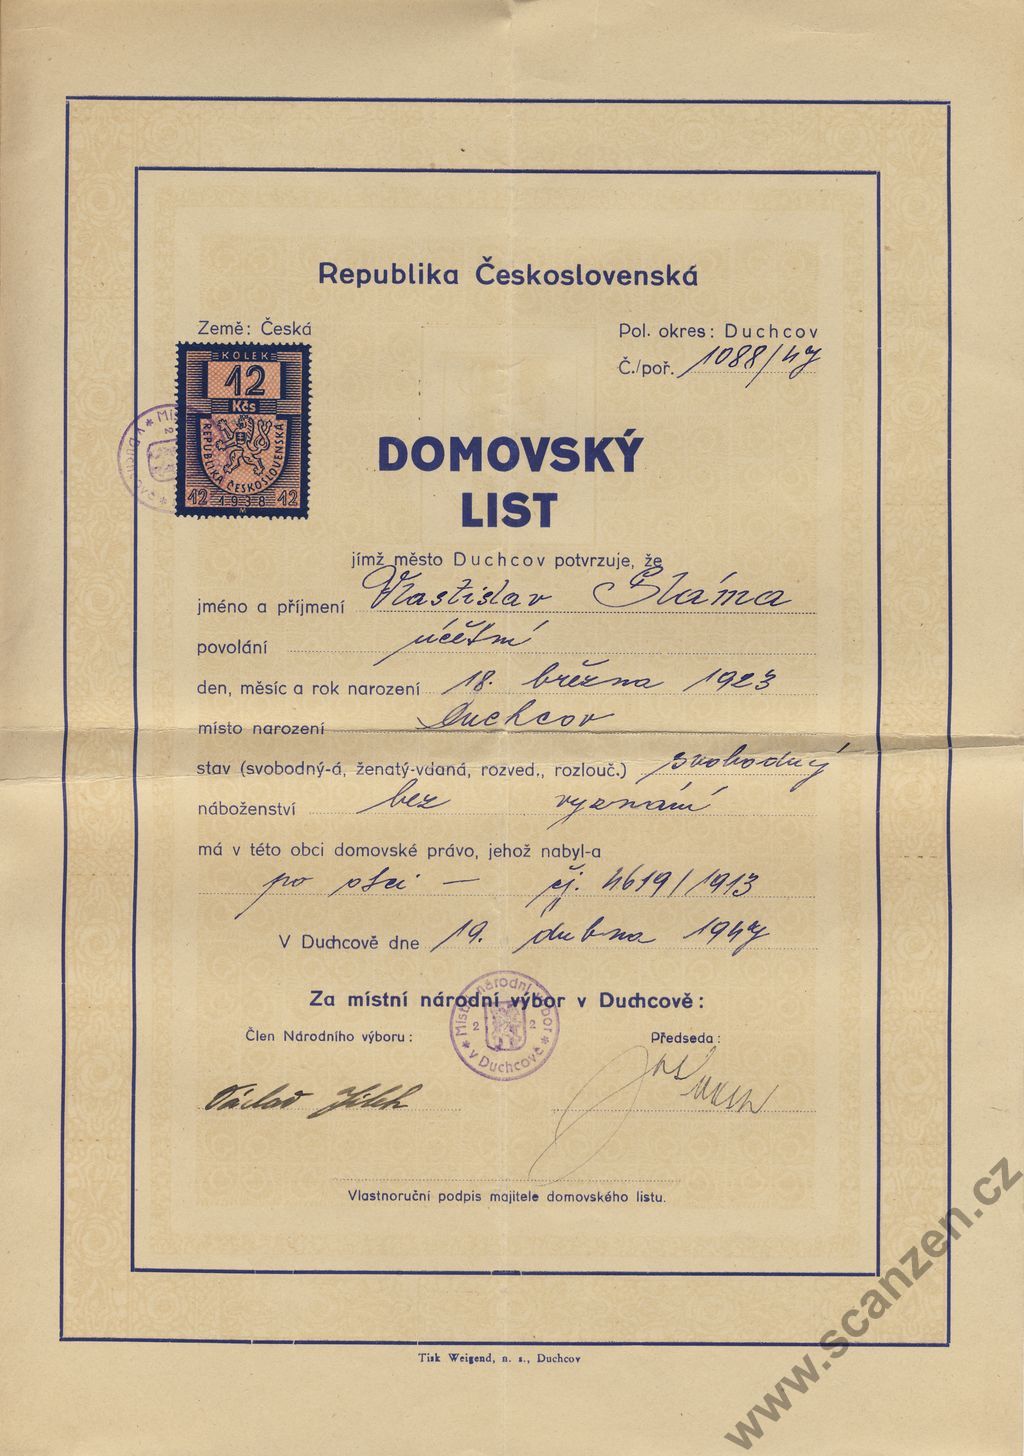 Republika Československá
Země: Česká
Pol. okres: Duchcov
Č./poř. 1088/47
KOLEK
12
Kčs
REPUBLIKA ČESKOSLOVENSKÁ
12 1938 12
M
DOMOVSKÝ
LIST
jímž město Duchcov potvrzuje, že
jméno a příjmení Vlastislav Sláma
povolání účetní
den, měsíc a rok narození 18. března 1923
místo narození Duchcov
stav (svobodný-á, ženatý-vdaná, rozved., rozlouč.) svobodný
náboženství bez vyznání
má v této obci domovské právo, jehož nabyl-a
po otci — čj. 4619/1913
V Duchcově dne 19. dubna 1947
Za místní národní výbor v Duchcově:
Místní národní výbor
2 2
v Duchcově
Člen Národního výboru:
Předseda:
Václav Jílek
Vlastnoruční podpis majitele domovského listu.
Tisk Weigend, n. s., Duchcov
www.scanzen.cz